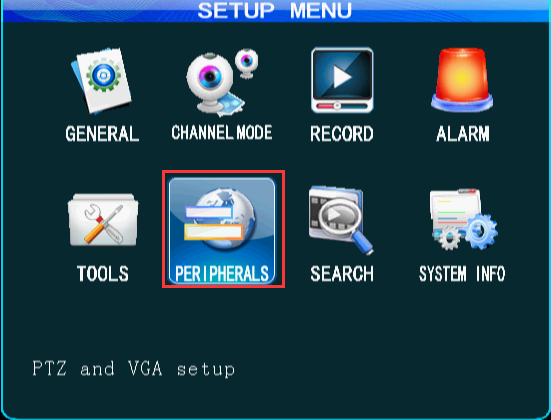 SETUP MENU
GENERAL
CHANNEL MODE
RECORD
ALARM
TOOLS
PERIPHERALS
SEARCH
SYSTEM INFO
PTZ and VGA setup